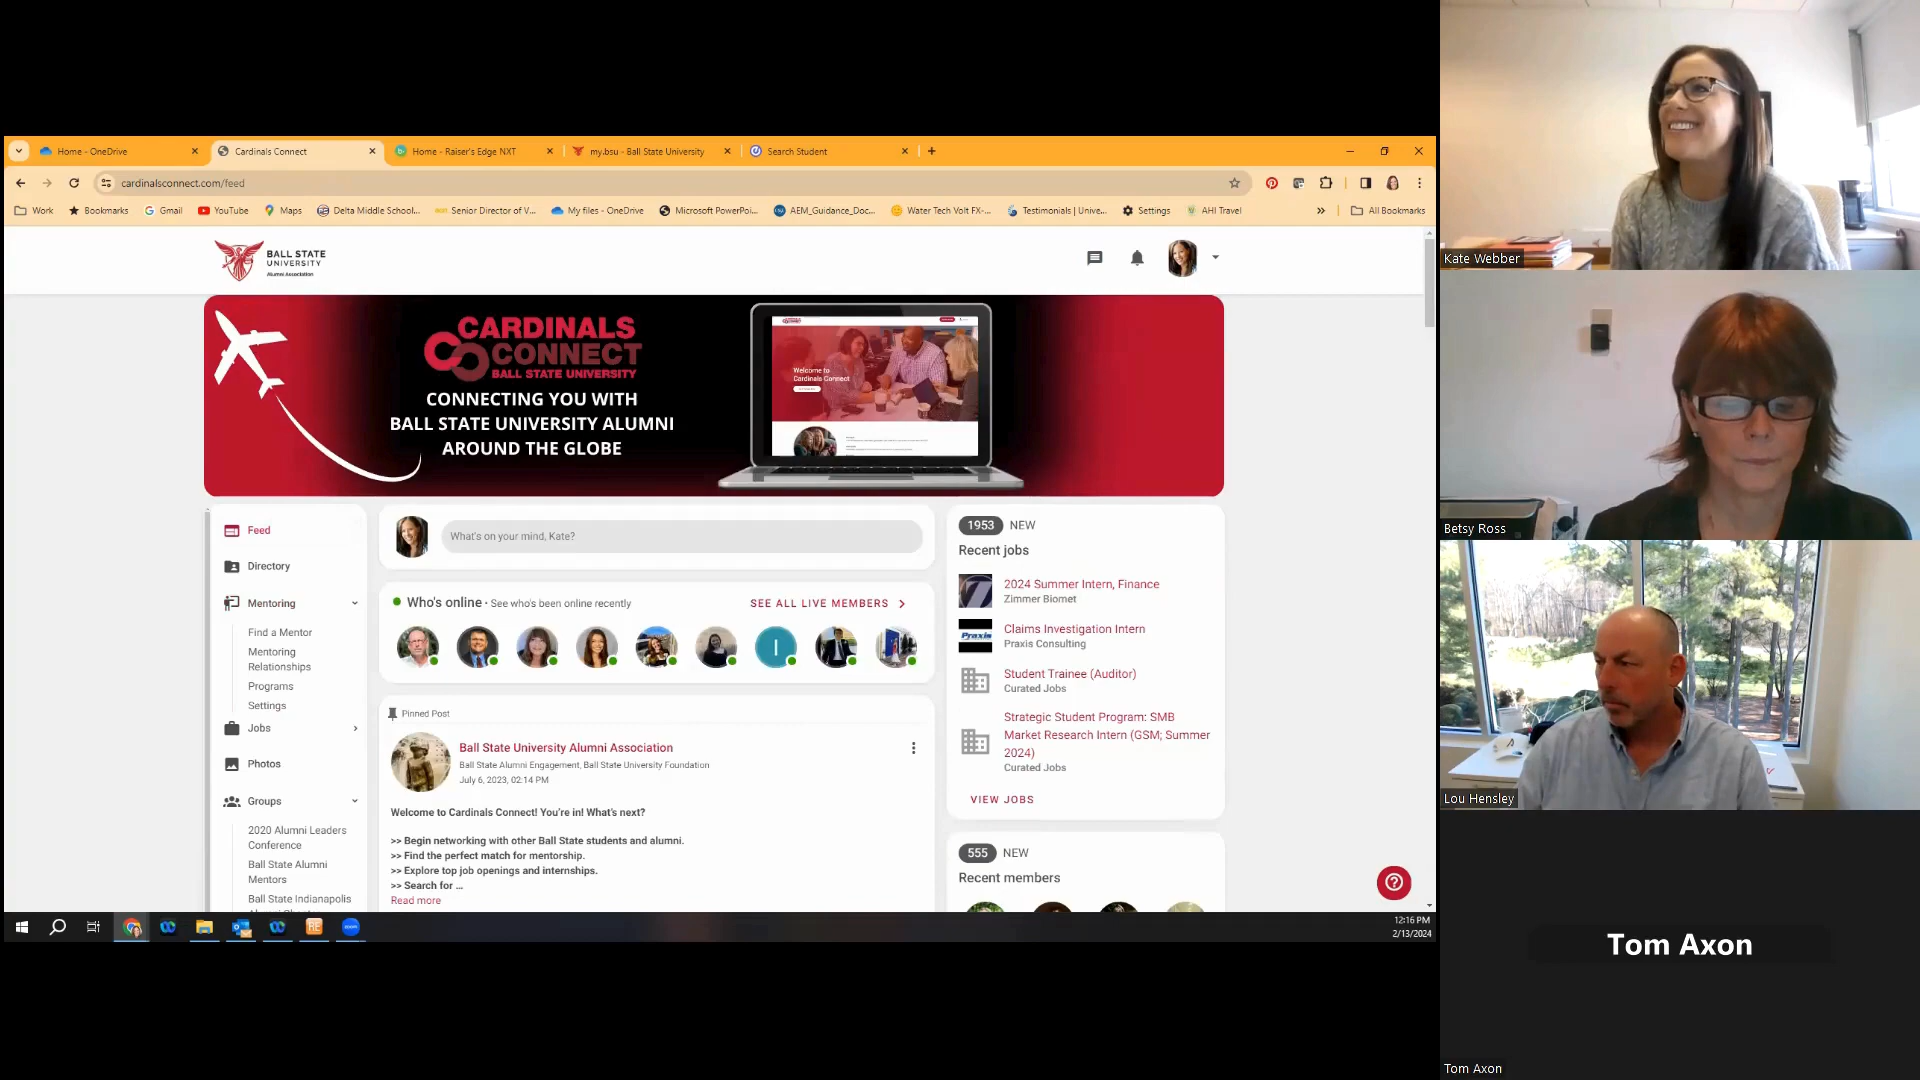 Home - OneDrive
Cardinals Connect
Home - Raiser's Edge NXT
my.bsu - Ball State University
Search Student
cardinalsconnect.com/feed
Work
Bookmarks
Gmail
YouTube
Maps
Delta Middle School...
Senior Director of V...
My files - OneDrive
Microsoft PowerPoi...
AEM_Guidance_Doc...
Water Tech Volt FX-...
Testimonials | Unive...
Settings
AHI Travel
All Bookmarks
BALL STATE
UNIVERSITY
Alumni Association
CARDINALS
CONNECT
BALL STATE UNIVERSITY
CONNECTING YOU WITH
BALL STATE UNIVERSITY ALUMNI
AROUND THE GLOBE
Welcome to
Cardinals Connect
Feed
Directory
Mentoring
Find a Mentor
Mentoring
Relationships
Programs
Settings
Jobs
Photos
Groups
2020 Alumni Leaders
Conference
Ball State Alumni
Mentors
Ball State Indianapolis
What's on your mind, Kate?
Who's online • See who's been online recently
SEE ALL LIVE MEMBERS
I
Pinned Post
Ball State University Alumni Association
Ball State Alumni Engagement, Ball State University Foundation
July 6, 2023, 02:14 PM
Welcome to Cardinals Connect! You're in! What's next?
>> Begin networking with other Ball State students and alumni.
>> Find the perfect match for mentorship.
>> Explore top job openings and internships.
>> Search for ...
Read more
1953 NEW
Recent jobs
2024 Summer Intern, Finance
Zimmer Biomet
Praxis
Claims Investigation Intern
Praxis Consulting
Student Trainee (Auditor)
Curated Jobs
Strategic Student Program: SMB
Market Research Intern (GSM; Summer
2024)
Curated Jobs
VIEW JOBS
555 NEW
Recent members
RE
zoom
12:16 PM
2/13/2024
Kate Webber
Betsy Ross
Lou Hensley
Tom Axon
Tom Axon